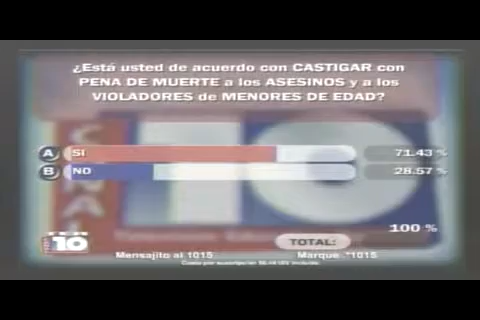 ¿Está usted de acuerdo con CASTIGAR con
PENA DE MUERTE a los ASESINOS y a los
VIOLADORES de MENORES DE EDAD?
A SI 71.43 %
B NO 28.57 %
100 %
TOTAL:
10
Mensajito al 1015 Marque *1015